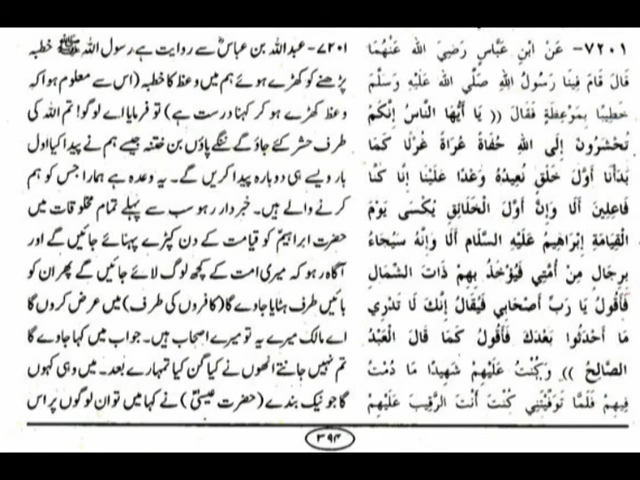 ٧٢٠١- عَنْ ابْنِ عَبَّاسٍ رَضِيَ اللَّه عَنْهُمَا
قَالَ قَامَ فِينَا رَسُولُ اللَّهِ صَلَّى اللَّه عَلَيْهِ وَسَلَّمَ
خَطِيبًا بِمَوْعِظَةٍ فَقَالَ (( يَا أَيُّهَا النَّاسُ إِنَّكُمْ
تُحْشَرُونَ إِلَى اللَّهِ حُفَاةً عُرَاةً غُرْلًا كَمَا
بَدَأْنَا أَوَّلَ خَلْقٍ نُعِيدُهُ وَعْدًا عَلَيْنَا إِنَّا كُنَّا
فَاعِلِينَ أَلَا وَإِنَّ أَوَّلَ الْخَلَائِقِ يُكْسَى يَوْمَ
الْقِيَامَةِ إِبْرَاهِيمُ عَلَيْهِ السَّلَام أَلَا وَإِنَّهُ سَيُجَاءُ
بِرِجَالٍ مِنْ أُمَّتِي فَيُؤْخَذُ بِهِمْ ذَاتَ الشِّمَالِ
فَأَقُولُ يَا رَبِّ أَصْحَابِي فَيُقَالُ إِنَّكَ لَا تَدْرِي
مَا أَحْدَثُوا بَعْدَكَ فَأَقُولُ كَمَا قَالَ الْعَبْدُ
الصَّالِحُ )) وَكُنْتُ عَلَيْهِمْ شَهِيدًا مَا دُمْتُ
فِيهِمْ فَلَمَّا تَوَفَّيْتَنِي كُنْتَ أَنْتَ الرَّقِيبَ عَلَيْهِمْ
٧٢٠١- عبداللہ بن عباسؓ سے روایت ہے رسول اللہ ﷺ خطبہ
پڑھنے کو کھڑے ہوئے ہم میں وعظ کا خطبہ (اس سے معلوم ہوا کہ
وعظ کھڑے ہو کر کہنا درست ہے) تو فرمایا اے لوگو! تم اللہ کی
طرف حشر کئے جاؤ گے ننگے پاؤں بن ختنہ جیسے ہم نے پیدا کیا اول
بار ویسے ہی دوبارہ پیدا کریں گے۔ یہ وعدہ ہے ہمارا جس کو ہم
کرنے والے ہیں۔ خبردار رہو سب سے پہلے تمام مخلوقات میں
حضرت ابراہیمؑ کو قیامت کے دن کپڑے پہنائے جائیں گے اور
آگاہ رہو کہ میری امت کے کچھ لوگ لائے جائیں گے پھر ان کو
بائیں طرف ہٹایا جاوے گا (کافروں کی طرف) میں عرض کروں گا
اے مالک میرے یہ تو میرے اصحاب ہیں۔ جواب میں کہا جاوے گا
تم نہیں جانتے انھوں نے کیا گن کیا تمہارے بعد۔ میں وہی کہوں
گا جو نیک بندے (حضرت عیسیٰؑ) نے کہا میں تو ان لوگوں پر اس
٣٩٤